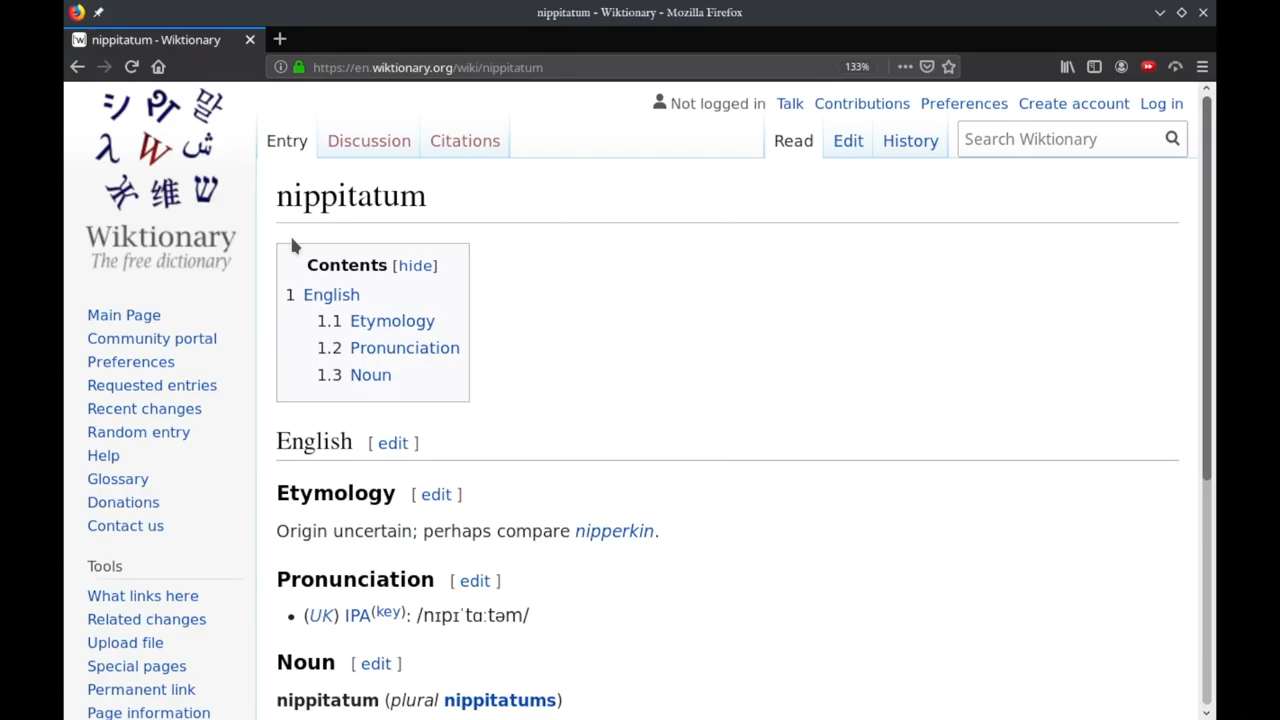 nippitatum - Wiktionary - Mozilla Firefox
nippitatum - Wiktionary
https://en.wiktionary.org/wiki/nippitatum
133%
Not logged in Talk Contributions Preferences Create account Log in
Entry Discussion Citations Read Edit History Search Wiktionary
シ 말
λ W ش
维 ש
Wiktionary
The free dictionary
Main Page
Community portal
Preferences
Requested entries
Recent changes
Random entry
Help
Glossary
Donations
Contact us
Tools
What links here
Related changes
Upload file
Special pages
Permanent link
Page information
nippitatum
Contents [hide]
1 English
1.1 Etymology
1.2 Pronunciation
1.3 Noun
English [ edit ]
Etymology [ edit ]
Origin uncertain; perhaps compare nipperkin.
Pronunciation [ edit ]
• (UK) IPA(key): /nɪpɪˈtɑːtəm/
Noun [ edit ]
nippitatum (plural nippitatums)